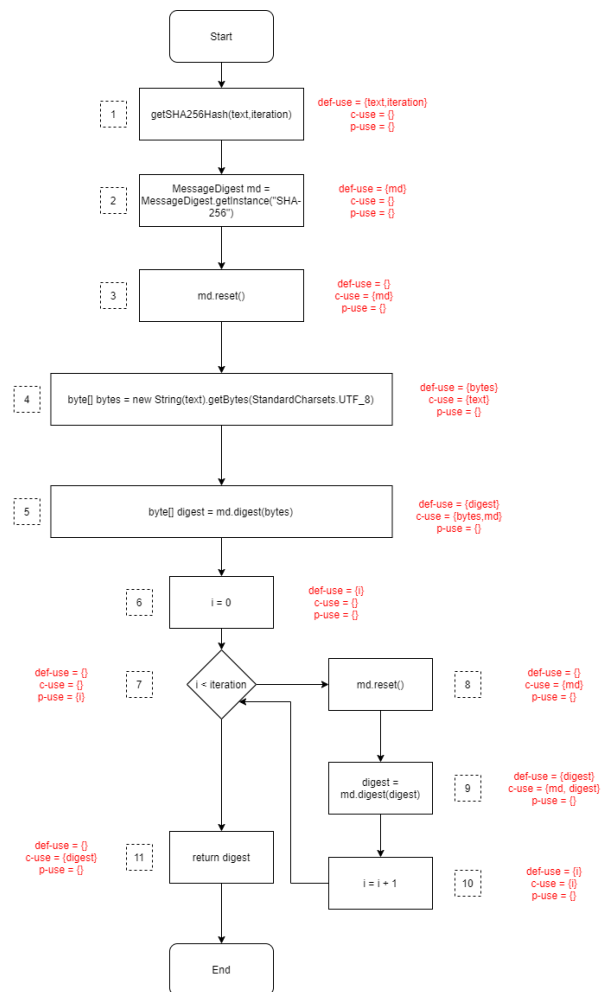 Start
1
getSHA256Hash(text,iteration)
def-use = {text,iteration}
c-use = {}
p-use = {}
2
MessageDigest md =
MessageDigest.getInstance("SHA-
256")
def-use = {md}
c-use = {}
p-use = {}
3
md.reset()
def-use = {}
c-use = {md}
p-use = {}
4
byte[] bytes = new String(text).getBytes(StandardCharsets.UTF_8)
def-use = {bytes}
c-use = {text}
p-use = {}
5
byte[] digest = md.digest(bytes)
def-use = {digest}
c-use = {bytes,md}
p-use = {}
6
i = 0
def-use = {i}
c-use = {}
p-use = {}
def-use = {}
c-use = {}
p-use = {i}
7
i < iteration
md.reset()
8
def-use = {}
c-use = {md}
p-use = {}
digest =
md.digest(digest)
9
def-use = {digest}
c-use = {md, digest}
p-use = {}
def-use = {}
c-use = {digest}
p-use = {}
11
return digest
i = i + 1
10
def-use = {i}
c-use = {i}
p-use = {}
End